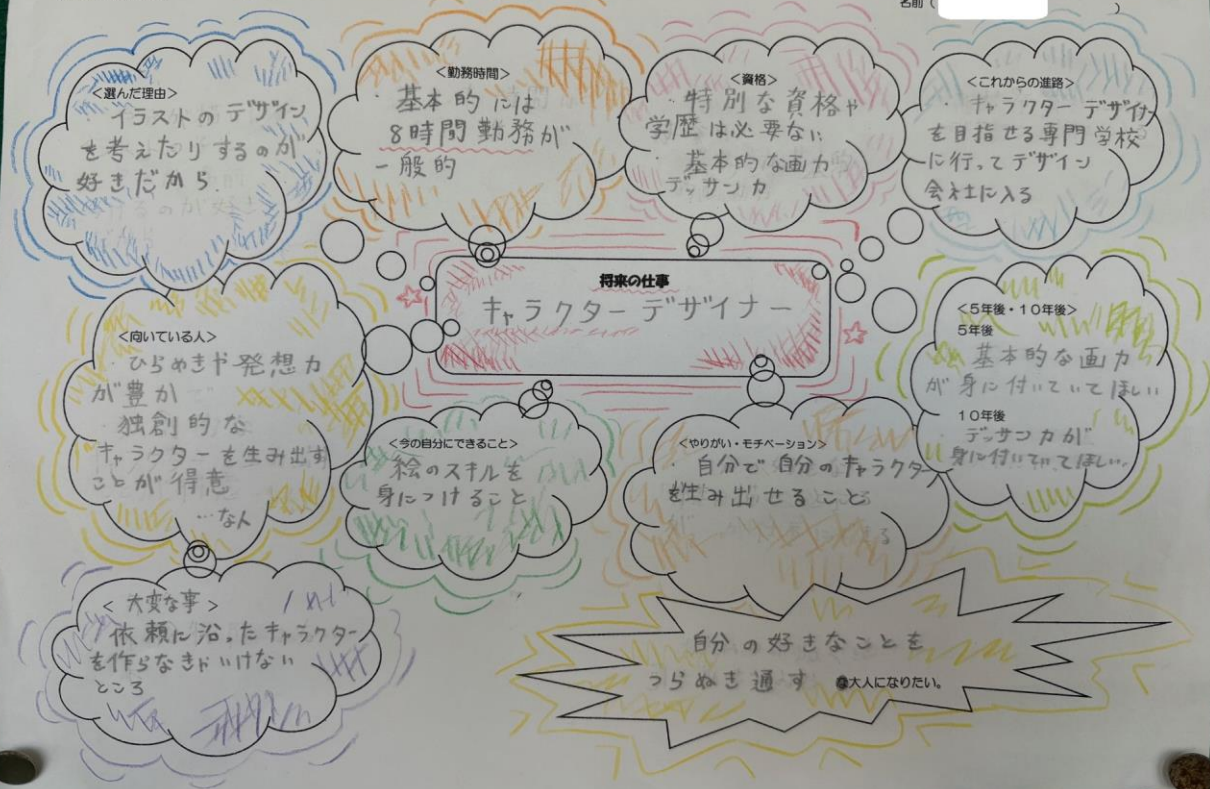 名前（　　　　）
＜選んだ理由＞
イラストのデザイン
を考えたりするのが
好きだから
＜勤務時間＞
・基本的には
8時間勤務が
一般的
＜資格＞
・特別な資格や
学歴は必要ない
・基本的な画力
デッサン力
＜これからの進路＞
・キャラクターデザイナー
を目指せる専門学校
に行ってデザイン
会社に入る
将来の仕事
キャラクターデザイナー
＜向いている人＞
・ひらめきや発想力
が豊か
・独創的な
キャラクターを生み出す
ことが得意
…な人
＜今の自分にできること＞
・絵のスキルを
身につけること
＜やりがい・モチベーション＞
・自分で自分のキャラクター
を生み出せること
＜5年後・10年後＞
5年後
基本的な画力
が身に付いていてほしい
10年後
デッサン力が
身に付いていてほしい
＜大変な事＞
依頼に沿ったキャラクター
を作らなきゃいけない
ところ
自分の好きなことを
つらぬき通す　な大人になりたい。